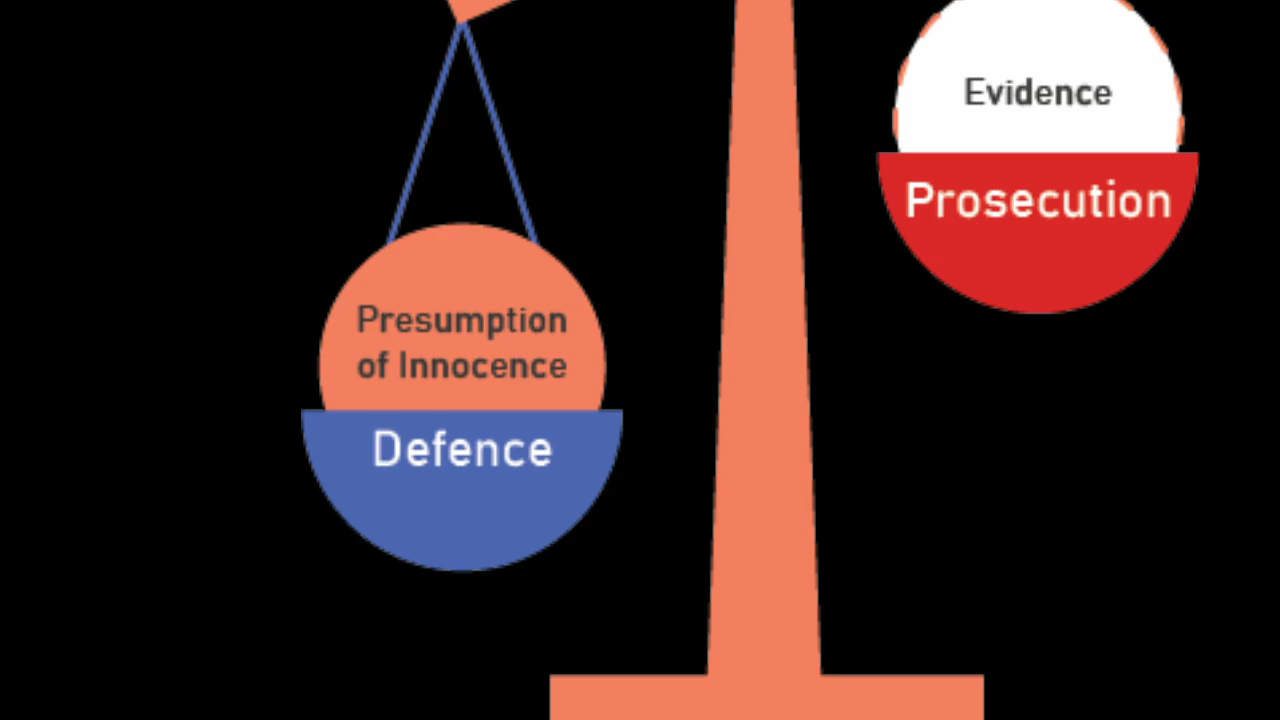 Evidence
Prosecution
Presumption
of Innocence
Defence